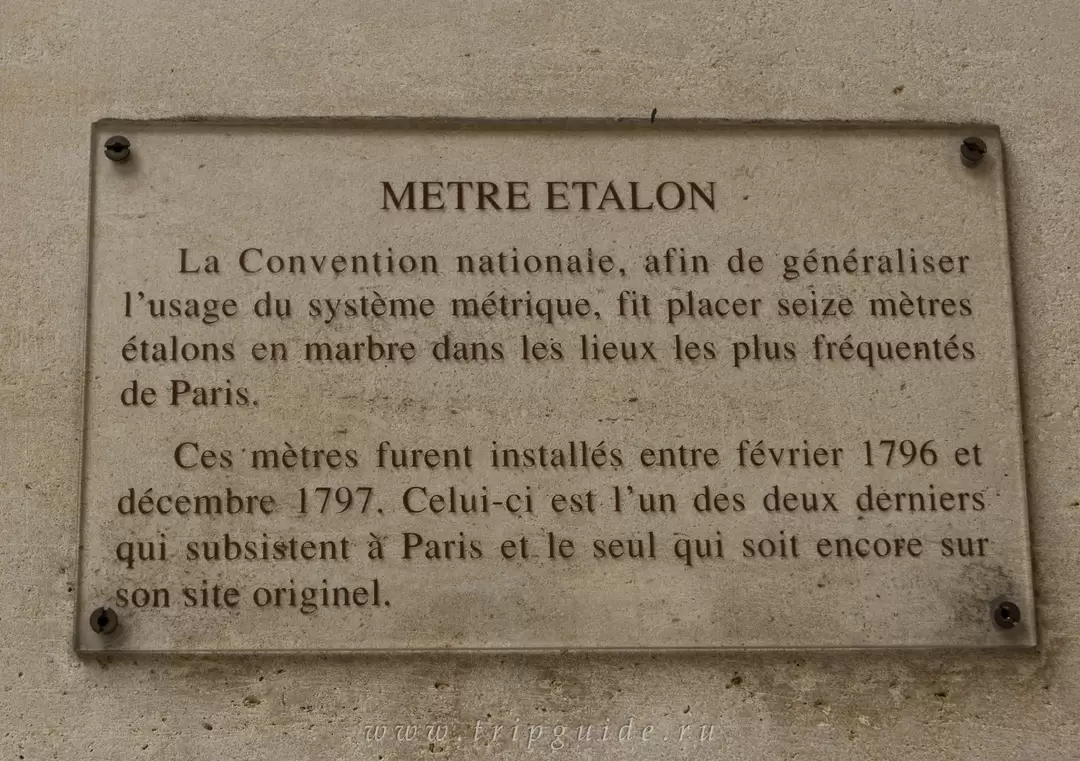 METRE ETALON
La Convention nationale, afin de généraliser
l'usage du système métrique, fit placer seize mètres
étalons en marbre dans les lieux les plus fréquentés
de Paris.
Ces mètres furent installés entre février 1796 et
décembre 1797. Celui-ci est l'un des deux derniers
qui subsistent à Paris et le seul qui soit encore sur
son site originel.
www.tripguide.ru